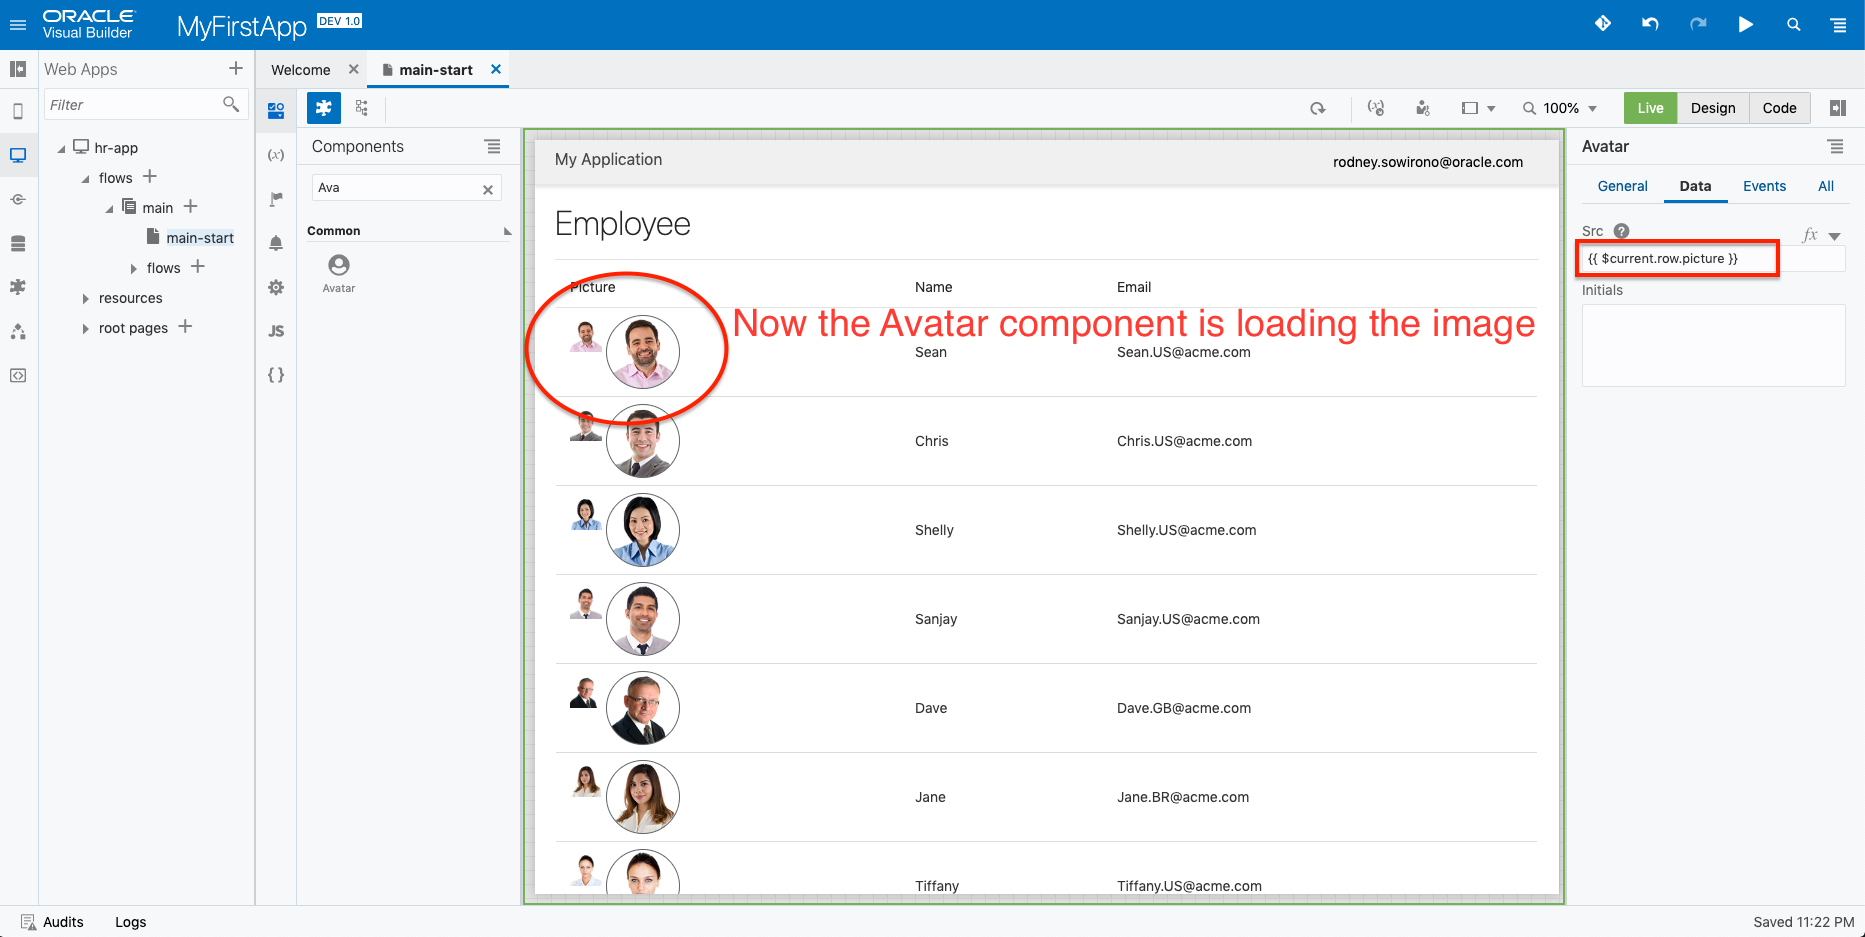 ORACLE
Visual Builder
MyFirstApp DEV 1.0
Web Apps
Welcome
main-start
Filter
100%
Live Design Code
hr-app
flows
main
main-start
flows
resources
root pages
(x)
JS
{ }
Components
Ava
Common
Avatar
My Application
rodney.sowirono@oracle.com
Employee
Picture Name Email
Now the Avatar component is loading the image
Sean Sean.US@acme.com
Chris Chris.US@acme.com
Shelly Shelly.US@acme.com
Sanjay Sanjay.US@acme.com
Dave Dave.GB@acme.com
Jane Jane.BR@acme.com
Tiffany Tiffany.US@acme.com
Avatar
General Data Events All
Src ? fx
{{ $current.row.picture }}
Initials
Audits Logs
Saved 11:22 PM